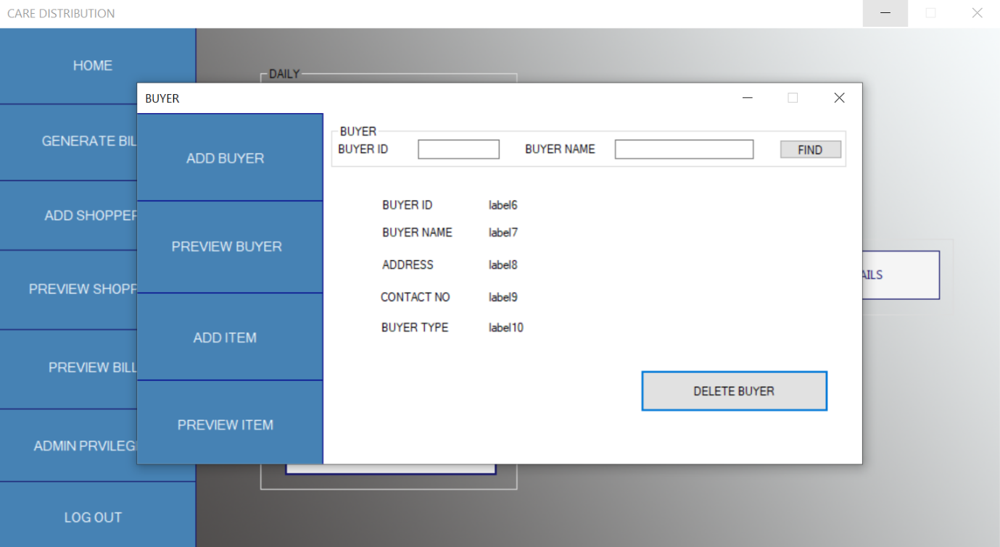 CARE DISTRIBUTION
HOME
GENERATE BIL
ADD SHOPPER
PREVIEW SHOPP
PREVIEW BILL
ADMIN PRVILEG
LOG OUT
DAILY
AILS
BUYER
ADD BUYER
PREVIEW BUYER
ADD ITEM
PREVIEW ITEM
BUYER
BUYER ID BUYER NAME FIND
BUYER ID label6
BUYER NAME label7
ADDRESS label8
CONTACT NO label9
BUYER TYPE label10
DELETE BUYER